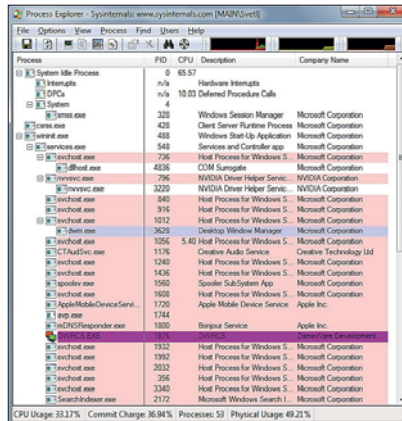 Process Explorer - Sysinternals: www.sysinternals.com [MAIN\Svetl]
File Options View Process Find Users Help
Process PID CPU Description Company Name
System Idle Process 0 65.57
Interrupts n/a Hardware Interrupts
DPCs n/a 10.03 Deferred Procedure Calls
System 4
smss.exe 328 Windows Session Manager Microsoft Corporation
csrss.exe 428 Client Server Runtime Process Microsoft Corporation
wininit.exe 488 Windows Start-Up Application Microsoft Corporation
services.exe 548 Services and Controller app Microsoft Corporation
svchost.exe 736 Host Process for Windows S... Microsoft Corporation
dllhost.exe 4836 COM Surrogate Microsoft Corporation
nvvsvc.exe 796 NVIDIA Driver Helper Servic... NVIDIA Corporation
nvvsvc.exe 3220 NVIDIA Driver Helper Servic... NVIDIA Corporation
svchost.exe 840 Host Process for Windows S... Microsoft Corporation
svchost.exe 916 Host Process for Windows S... Microsoft Corporation
svchost.exe 1012 Host Process for Windows S... Microsoft Corporation
dwm.exe 3628 Desktop Window Manager Microsoft Corporation
svchost.exe 1056 5.40 Host Process for Windows S... Microsoft Corporation
CTAudSvc.exe 1176 Creative Audio Service Creative Technology Ltd
svchost.exe 1240 Host Process for Windows S... Microsoft Corporation
svchost.exe 1436 Host Process for Windows S... Microsoft Corporation
spoolsv.exe 1560 Spooler SubSystem App Microsoft Corporation
svchost.exe 1608 Host Process for Windows S... Microsoft Corporation
AppleMobileDeviceServi... 1720 Apple Mobile Device Service Apple Inc.
avp.exe 1744
mDNSResponder.exe 1800 Bonjour Service Apple Inc.
DWRCS.EXE 1876 DWRCS DameWare Development
svchost.exe 1932 Host Process for Windows S... Microsoft Corporation
svchost.exe 1992 Host Process for Windows S... Microsoft Corporation
svchost.exe 2032 Host Process for Windows S... Microsoft Corporation
svchost.exe 356 Host Process for Windows S... Microsoft Corporation
svchost.exe 3340 Host Process for Windows S... Microsoft Corporation
SearchIndexer.exe 2172 Microsoft Windows Search I... Microsoft Corporation
CPU Usage: 33.17% Commit Charge: 36.94% Processes: 53 Physical Usage: 49.21%